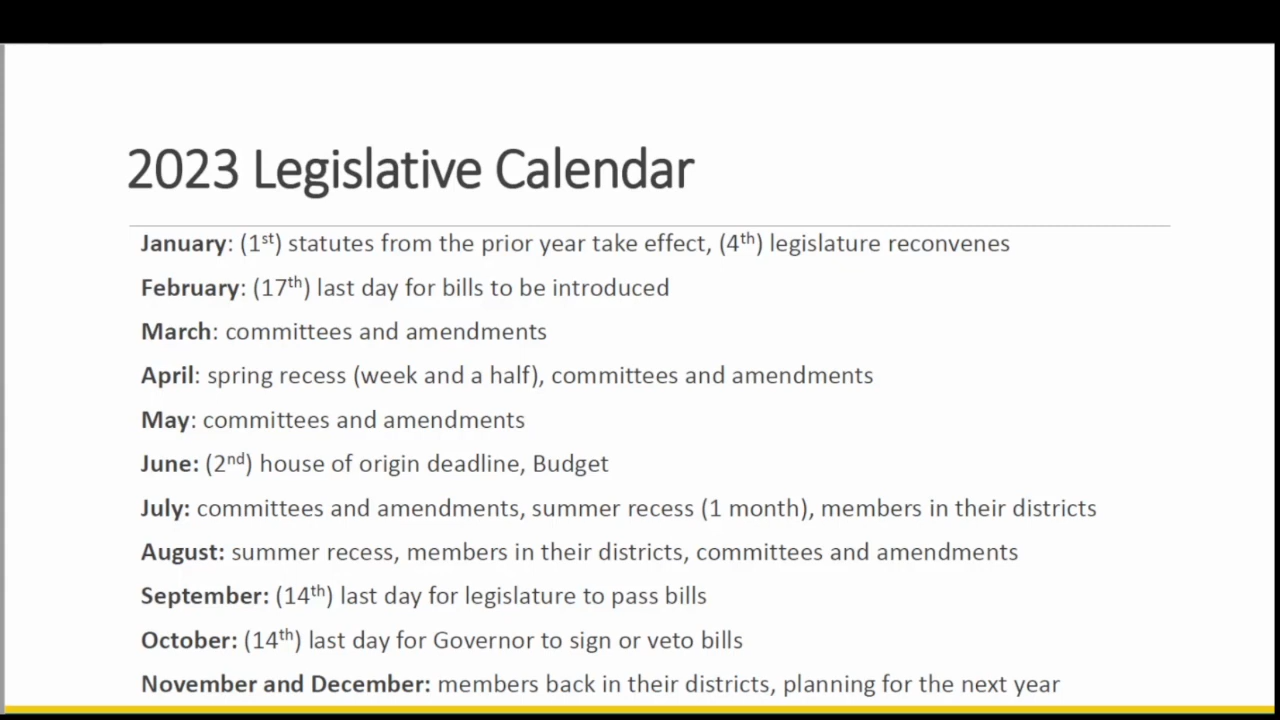 2023 Legislative Calendar
January: (1st) statutes from the prior year take effect, (4th) legislature reconvenes
February: (17th) last day for bills to be introduced
March: committees and amendments
April: spring recess (week and a half), committees and amendments
May: committees and amendments
June: (2nd) house of origin deadline, Budget
July: committees and amendments, summer recess (1 month), members in their districts
August: summer recess, members in their districts, committees and amendments
September: (14th) last day for legislature to pass bills
October: (14th) last day for Governor to sign or veto bills
November and December: members back in their districts, planning for the next year